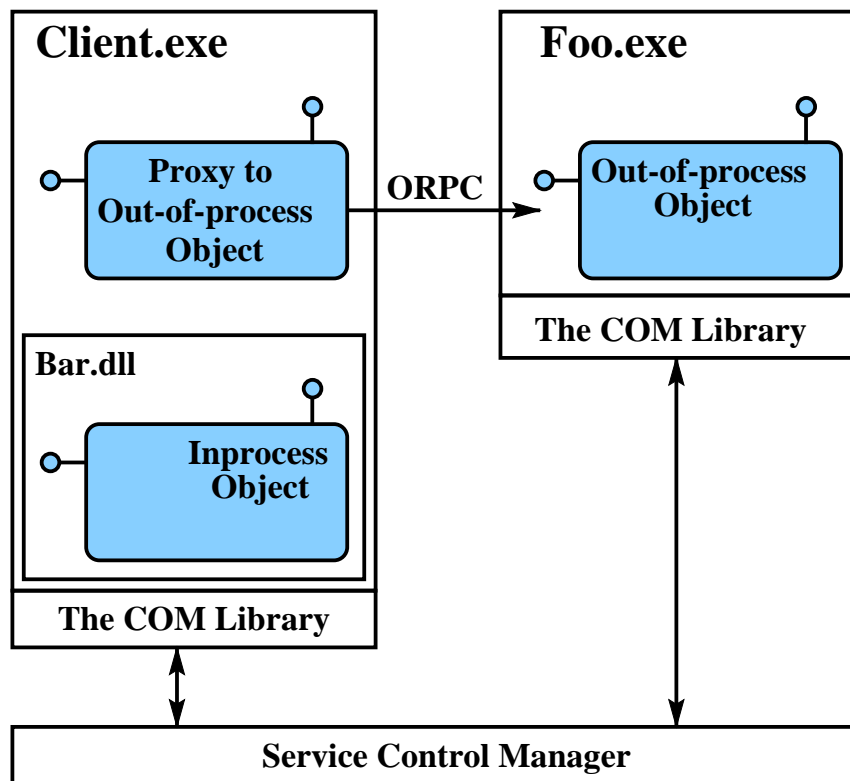 Client.exe
Proxy to
Out-of-process
Object
ORPC
Foo.exe
Out-of-process
Object
The COM Library
Bar.dll
Inprocess
Object
The COM Library
Service Control Manager